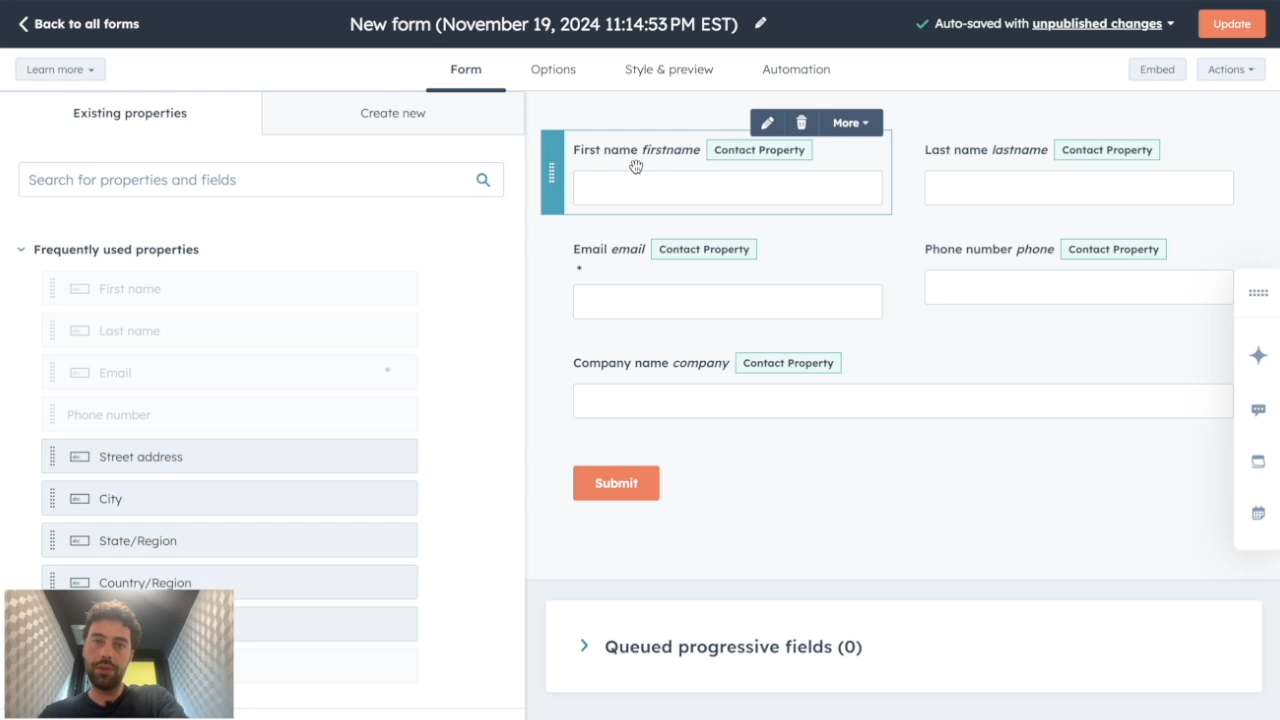 Back to all forms
New form (November 19, 2024 11:14:53 PM EST)
Auto-saved with unpublished changes
Update
Learn more
Form
Options
Style & preview
Automation
Embed
Actions
Existing properties
Create new
Search for properties and fields
Frequently used properties
First name
Last name
Email *
Phone number
Street address
City
State/Region
Country/Region
More
First name firstname Contact Property
Last name lastname Contact Property
Email email Contact Property
*
Phone number phone Contact Property
Company name company Contact Property
Submit
Queued progressive fields (0)